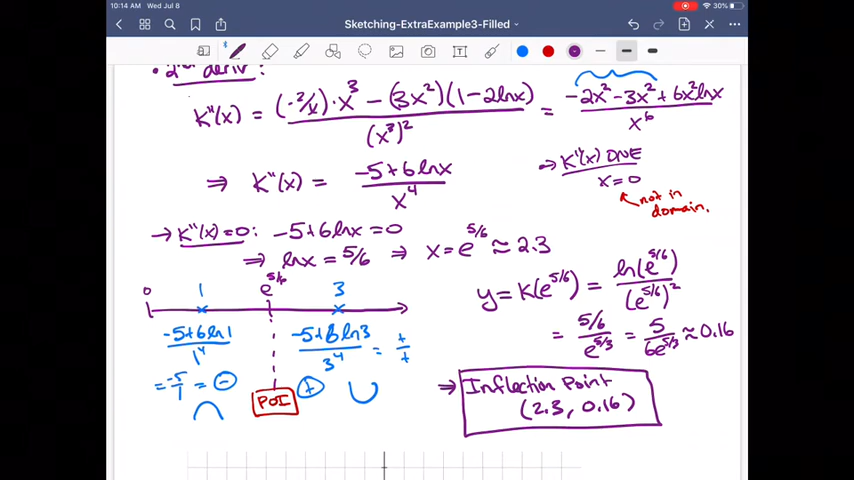 10:14 AM Wed Jul 8
30%
Sketching-ExtraExample3-Filled
• 2nd deriv:
K''(x) = (-2/x)·x³ - (3x²)(1-2lnx) / (x³)² = -2x² - 3x² + 6x²lnx / x⁶
⇒ K''(x) = -5+6lnx / x⁴
→ K''(x) DNE
x=0
not in
domain.
→ K''(x)=0: -5+6lnx = 0
⇒ lnx = 5/6 ⇒ x = e^5/6 ≈ 2.3
0 1 e^5/6 3
-5+6ln1 / 1⁴
= -5/1 = -
-5+6ln3 / 3⁴ = +/+
+
POI
y = K(e^5/6) = ln(e^5/6) / (e^5/6)²
= 5/6 / e^5/3 = 5 / 6e^5/3 ≈ 0.16
⇒ Inflection Point
(2.3, 0.16)